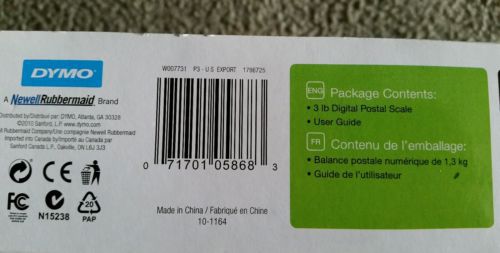 DYMO
A NewellRubbermaid Brand
Distributed by/Distribué par: DYMO, Atlanta, GA 30328
©2010 Sanford, L.P. www.dymo.com
A Rubbermaid Company/Une compagnie Newell Rubbermaid
Imported into Canada by/Importé au Canada par
Sanford Canada L.P., Oakville, ON L6J 3J3
FC CE
N15238
20
PAP
W007731 P3 - U.S EXPORT 1786725
0 71701 05868 3
Made in China / Fabriqué en Chine
10-1164
ENG Package Contents:
• 3 lb Digital Postal Scale
• User Guide
FR Contenu de l'emballage:
• Balance postale numérique de 1,3 kg
• Guide de l'utilisateur